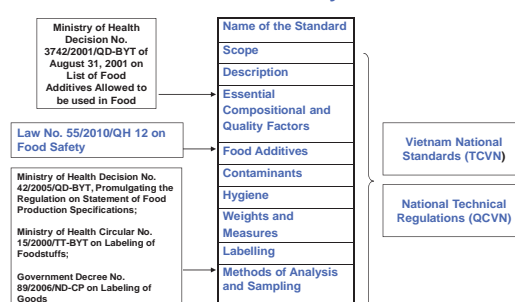 Ministry of Health
Decision No.
3742/2001/QD-BYT of
August 31, 2001 on
List of Food
Additives Allowed to
be used in Food
Law No. 55/2010/QH 12 on
Food Safety
Ministry of Health Decision No.
42/2005/QD-BYT, Promulgating the
Regulation on Statement of Food
Production Specifications;
Ministry of Health Circular No.
15/2000/TT-BYT on Labeling of
Foodstuffs;
Government Decree No.
89/2006/ND-CP on Labeling of
Goods
Name of the Standard
Scope
Description
Essential
Compositional and
Quality Factors
Food Additives
Contaminants
Hygiene
Weights and
Measures
Labelling
Methods of Analysis
and Sampling
Vietnam National
Standards (TCVN)
National Technical
Regulations (QCVN)